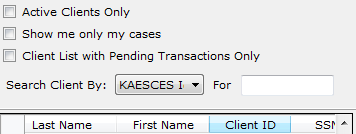 Active Clients Only
Show me only my cases
Client List with Pending Transactions Only
Search Client By: KAESCES I For
Last Name First Name Client ID SSN